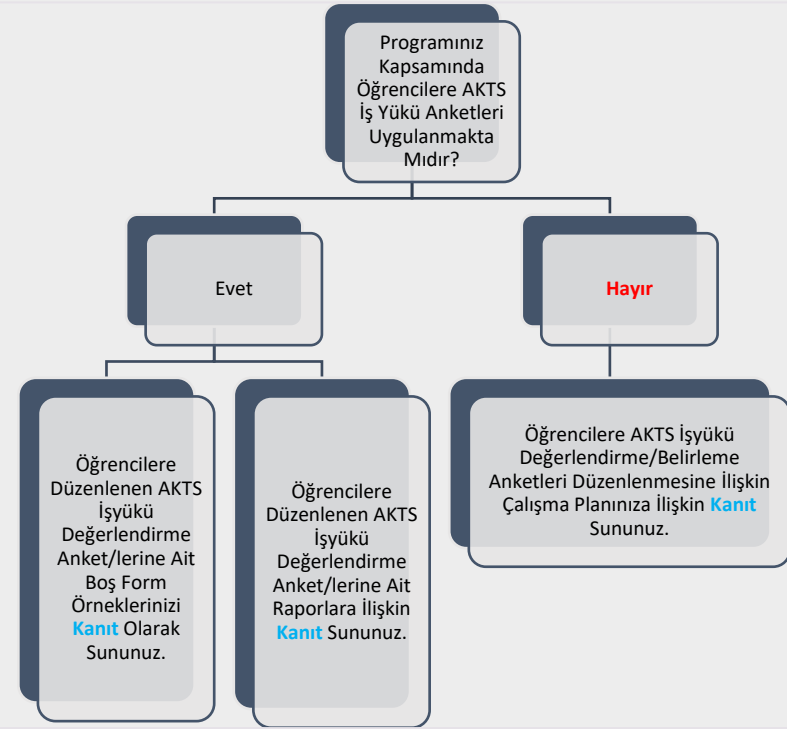 Programınız
Kapsamında
Öğrencilere AKTS
İş Yükü Anketleri
Uygulanmakta
Mıdır?
Evet
Hayır
Öğrencilere
Düzenlenen AKTS
İşyükü
Değerlendirme
Anket/lerine Ait
Boş Form
Örneklerinizi
Kanıt Olarak
Sununuz.
Öğrencilere
Düzenlenen AKTS
İşyükü
Değerlendirme
Anket/lerine Ait
Raporlara İlişkin
Kanıt Sununuz.
Öğrencilere AKTS İşyükü
Değerlendirme/Belirleme
Anketleri Düzenlenmesine İlişkin
Çalışma Planınıza İlişkin Kanıt
Sununuz.